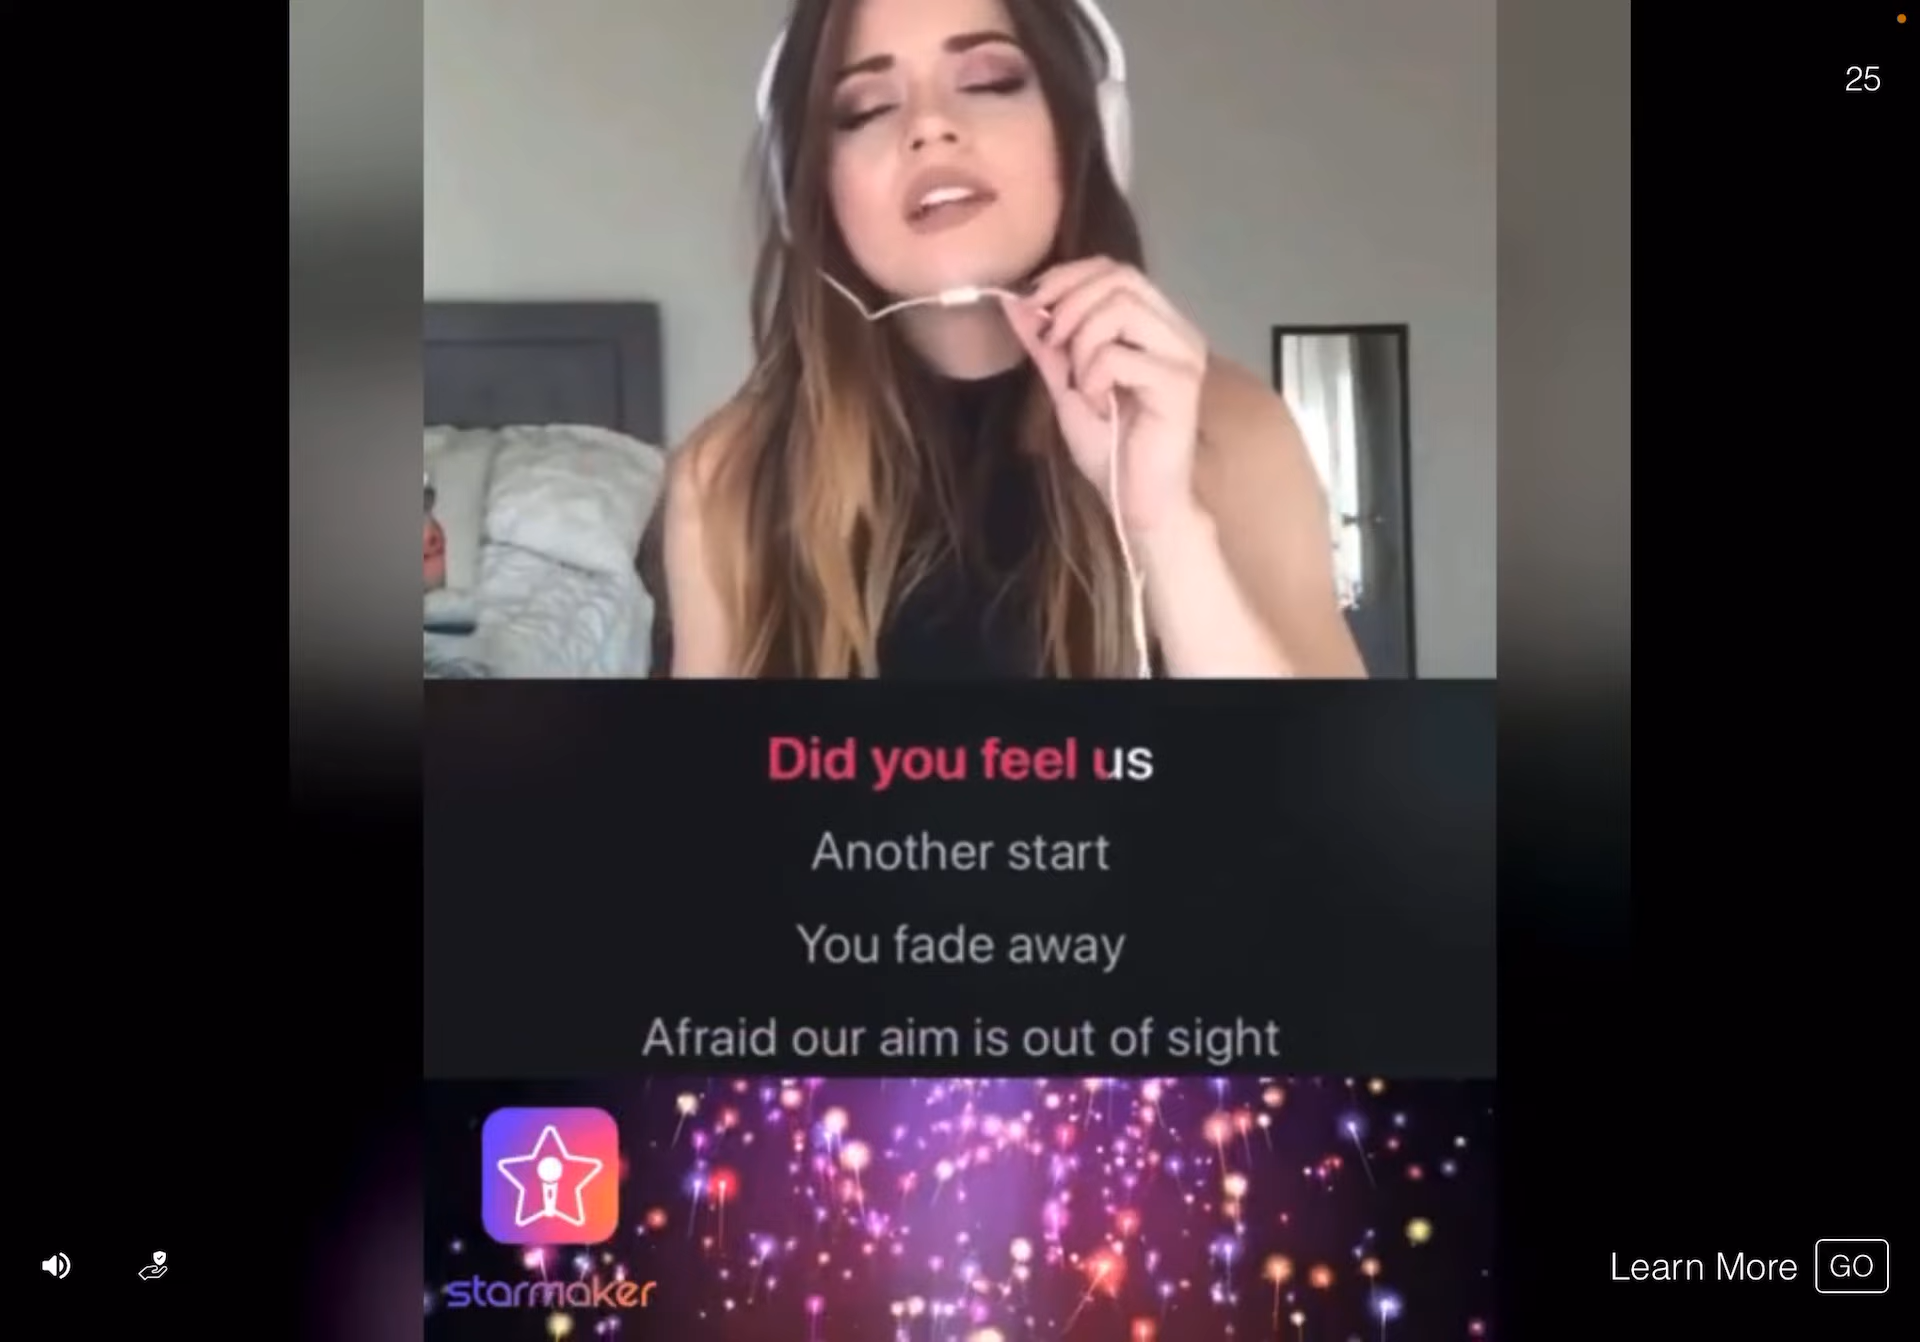 25
Did you feel us
Another start
You fade away
Afraid our aim is out of sight
starmaker
Learn More GO